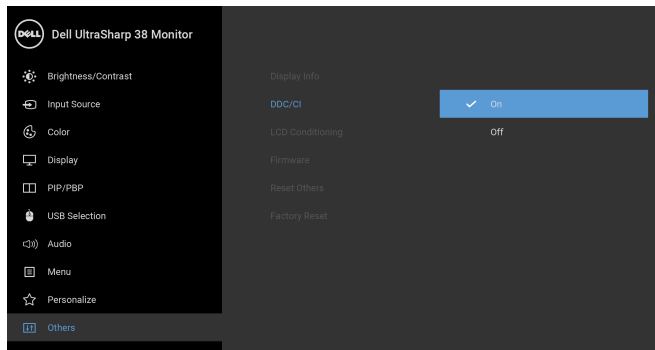 DELL
Dell UltraSharp 38 Monitor
Brightness/Contrast
Input Source
Color
Display
PIP/PBP
USB Selection
Audio
Menu
Personalize
Others
Display Info
DDC/CI
LCD Conditioning
Firmware
Reset Others
Factory Reset
On
Off